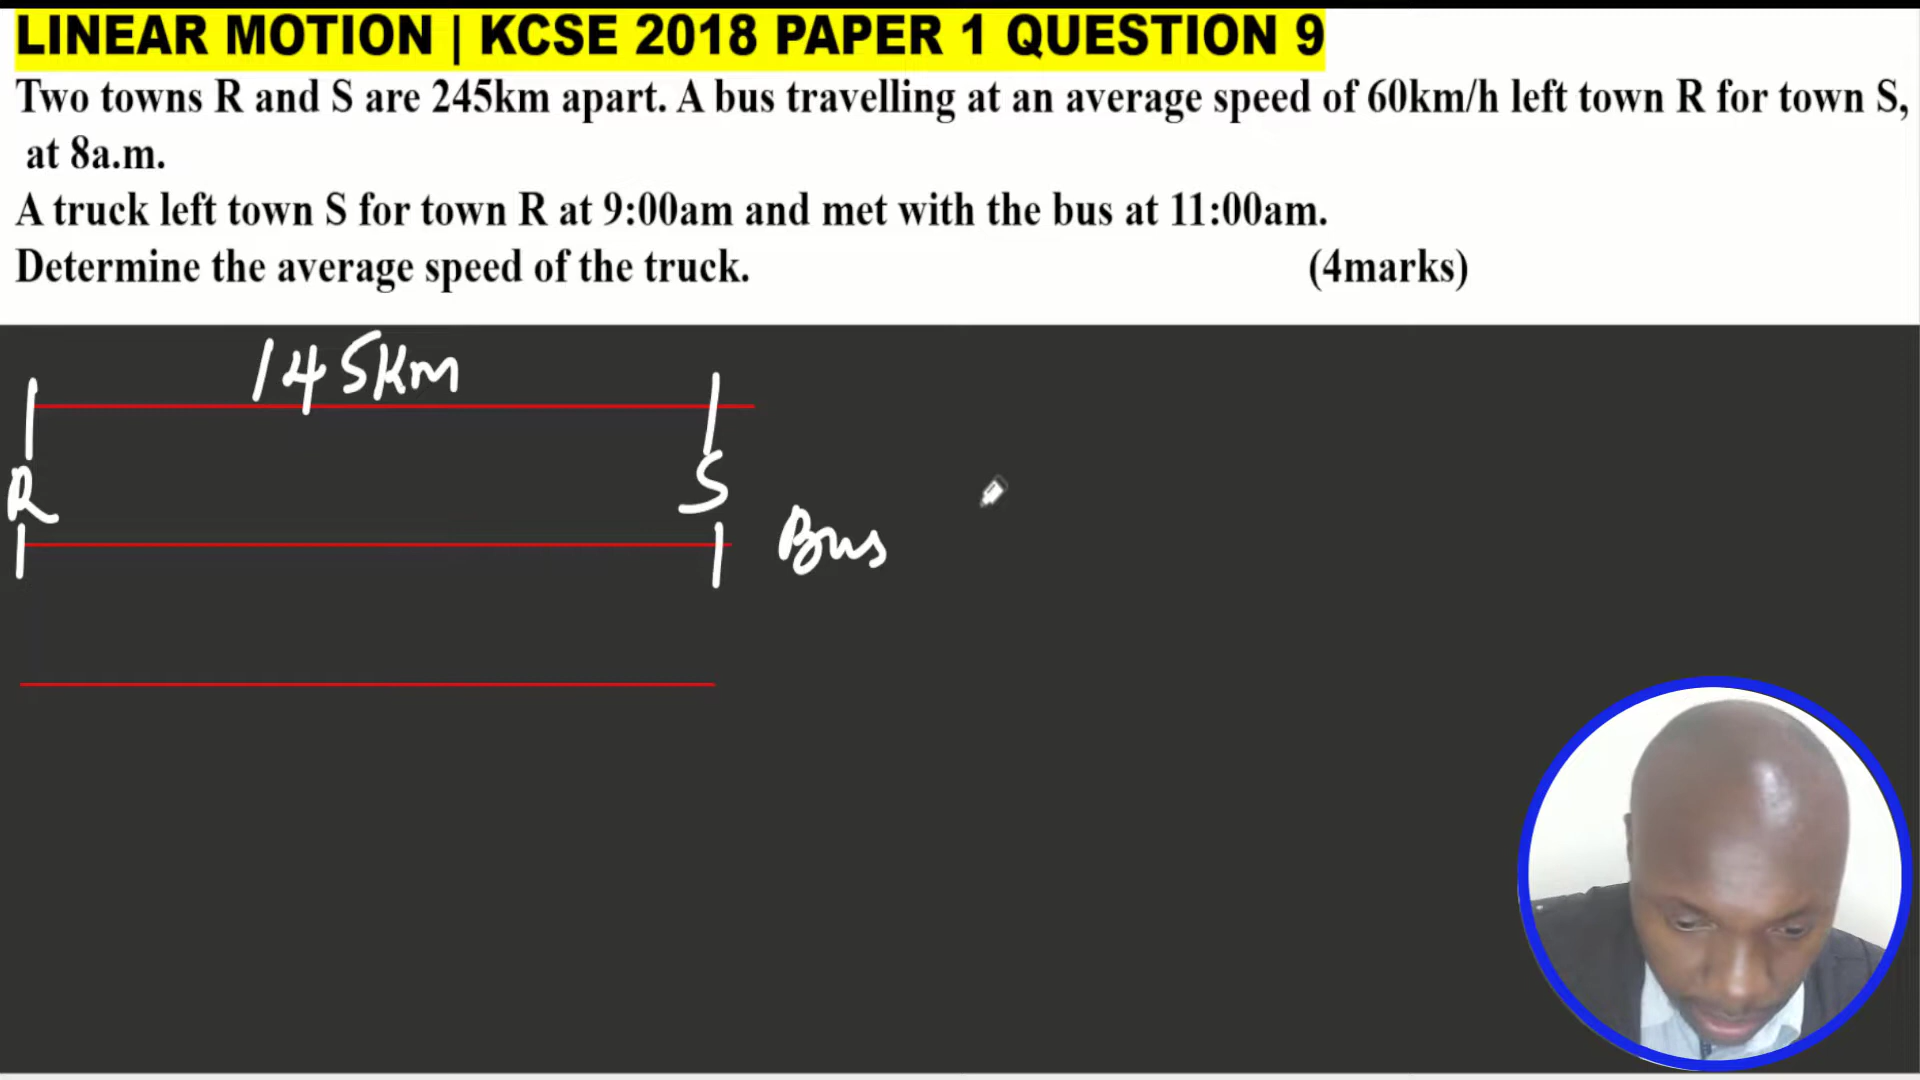 LINEAR MOTION | KCSE 2018 PAPER 1 QUESTION 9
Two towns R and S are 245km apart. A bus travelling at an average speed of 60km/h left town R for town S,
at 8a.m.
A truck left town S for town R at 9:00am and met with the bus at 11:00am.
Determine the average speed of the truck. (4marks)
145km
R S
Bus